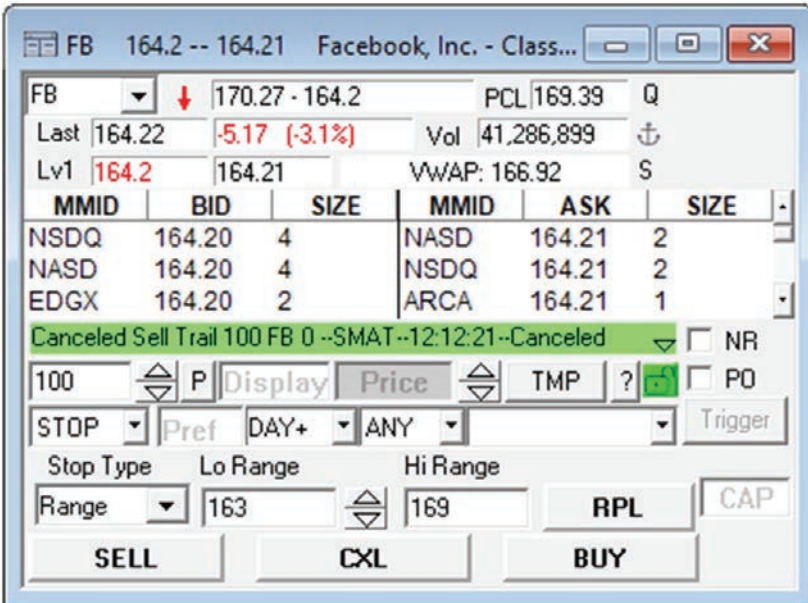 FB 164.2 -- 164.21 Facebook, Inc. - Class...
FB 170.27 - 164.2 PCL 169.39 Q
Last 164.22 -5.17 (-3.1%) Vol 41,286,899
Lv1 164.2 164.21 VWAP: 166.92 S
MMID BID SIZE MMID ASK SIZE
NSDQ 164.20 4 NASD 164.21 2
NASD 164.20 4 NSDQ 164.21 2
EDGX 164.20 2 ARCA 164.21 1
Canceled Sell Trail 100 FB 0 --SMAT--12:12:21--Canceled NR
100 P Display Price TMP ? PO
STOP Pref DAY+ ANY Trigger
Stop Type Lo Range Hi Range
Range 163 169 RPL CAP
SELL CXL BUY